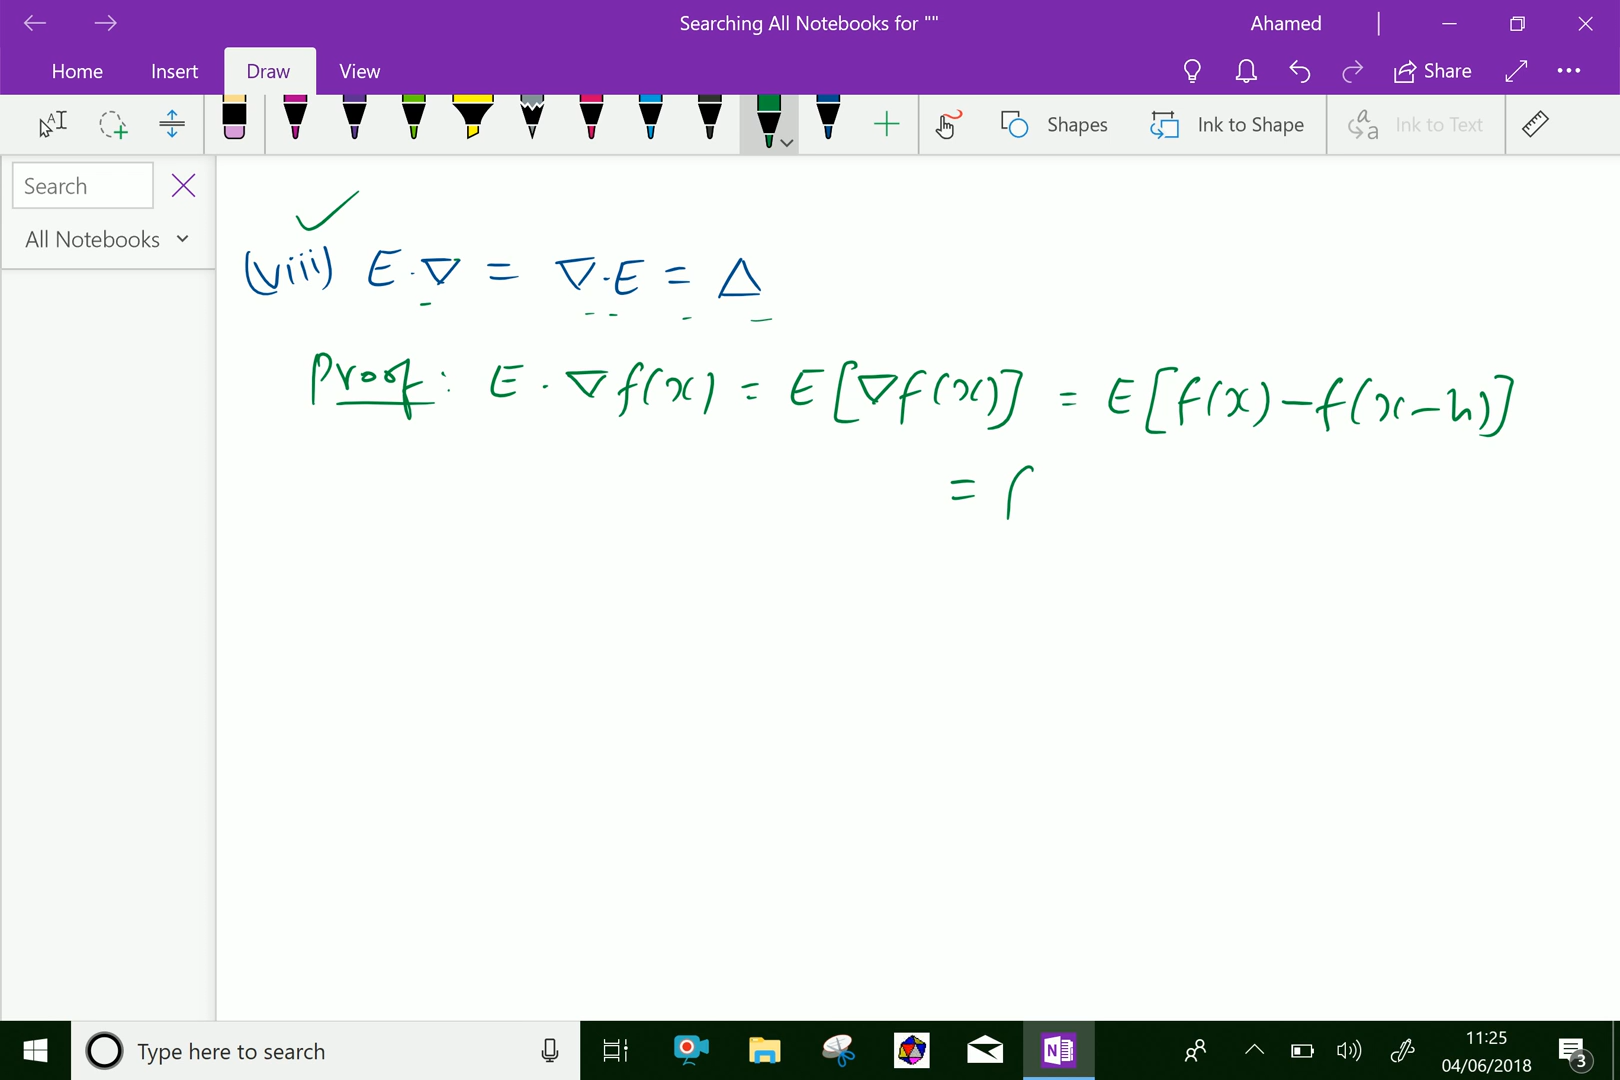 Searching All Notebooks for ""
Ahamed
Home Insert Draw View
Share
Shapes
Ink to Shape
Ink to Text
Search
All Notebooks
(viii) E·∇ = ∇·E = Δ
Proof: E·∇f(x) = E[∇f(x)] = E[f(x)−f(x−h)]
=
Type here to search
11:25
04/06/2018
3